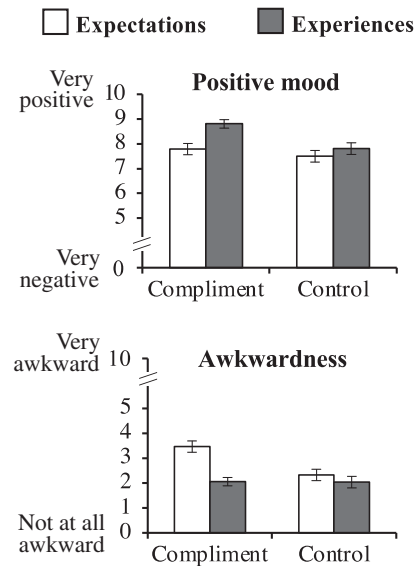 Expectations Experiences
Very positive
Positive mood
10
9
8
7
6
5
0
Very negative
Compliment Control
Very awkward
Awkwardness
10
5
4
3
2
1
0
Not at all awkward
Compliment Control